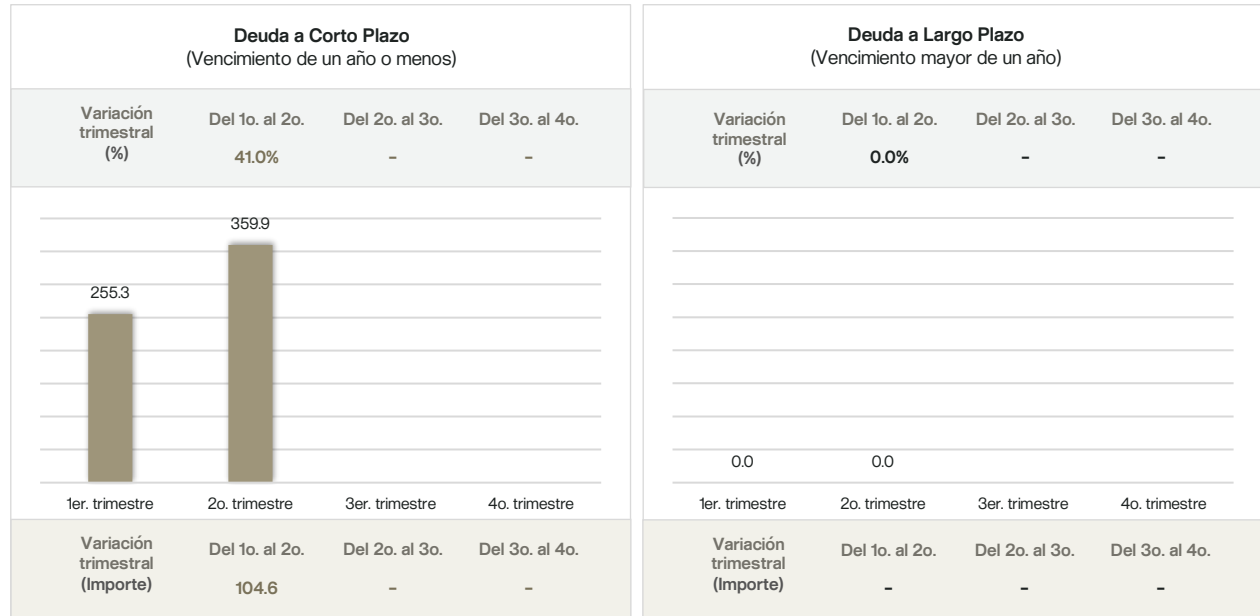 Deuda a Corto Plazo
(Vencimiento de un año o menos)
Variación
trimestral
(%)
Del 1o. al 2o. Del 2o. al 3o. Del 3o. al 4o.
41.0% – –
359.9
255.3
1er. trimestre 2o. trimestre 3er. trimestre 4o. trimestre
Variación
trimestral
(Importe)
Del 1o. al 2o. Del 2o. al 3o. Del 3o. al 4o.
104.6 – –
Deuda a Largo Plazo
(Vencimiento mayor de un año)
Variación
trimestral
(%)
Del 1o. al 2o. Del 2o. al 3o. Del 3o. al 4o.
0.0% – –
0.0 0.0
1er. trimestre 2o. trimestre 3er. trimestre 4o. trimestre
Variación
trimestral
(Importe)
Del 1o. al 2o. Del 2o. al 3o. Del 3o. al 4o.
– – –